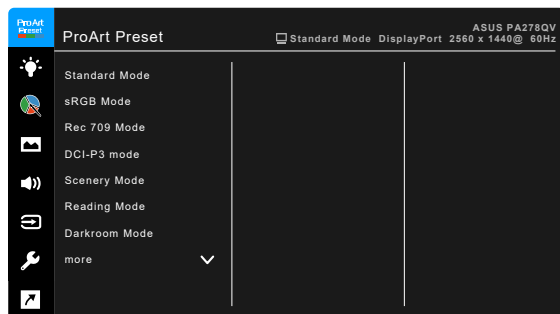 ProArt
Preset
ProArt Preset
ASUS PA278QV
Standard Mode DisplayPort 2560 x 1440@ 60Hz
Standard Mode
sRGB Mode
Rec 709 Mode
DCI-P3 mode
Scenery Mode
Reading Mode
Darkroom Mode
more